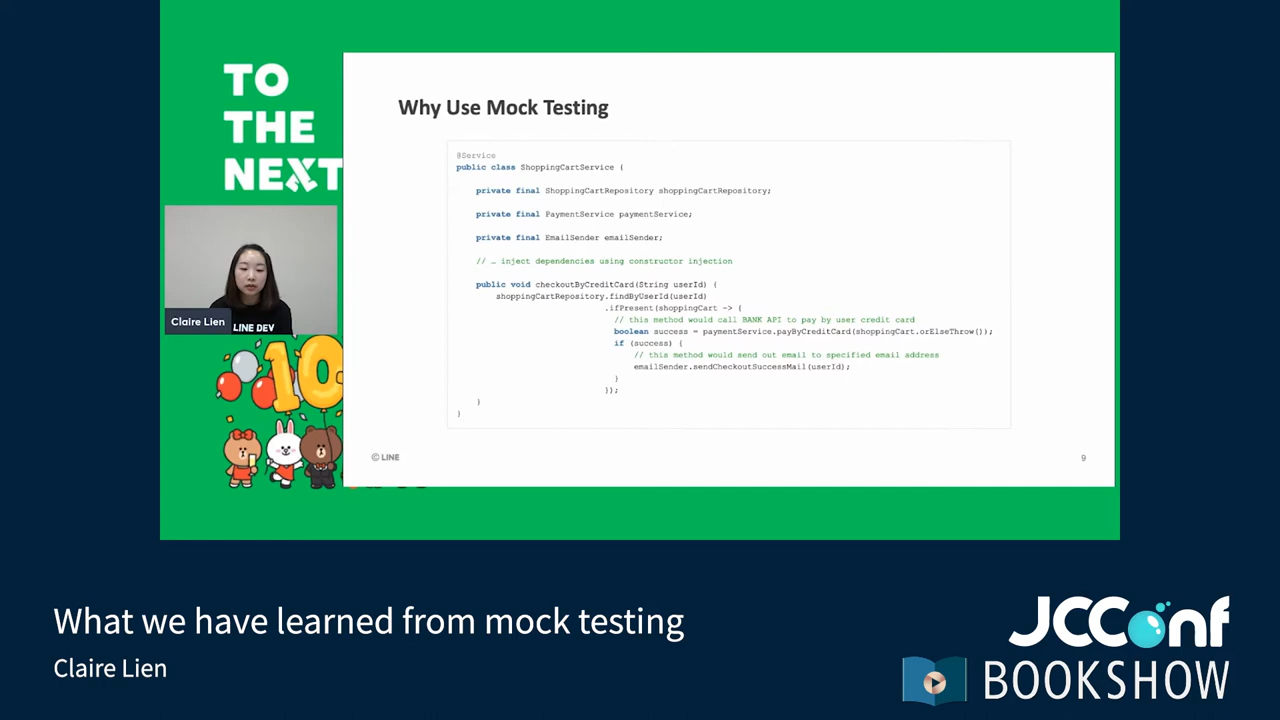 TO
THE
NEXT
Claire Lien
LINE DEV
10
Why Use Mock Testing
@Service
public class ShoppingCartService {
private final ShoppingCartRepository shoppingCartRepository;
private final PaymentService paymentService;
private final EmailSender emailSender;
// … inject dependencies using constructor injection
public void checkoutByCreditCard(String userId) {
shoppingCartRepository.findByUserId(userId)
.ifPresent(shoppingCart -> {
// this method would call BANK API to pay by user credit card
boolean success = paymentService.payByCreditCard(shoppingCart.orElseThrow());
if (success) {
// this method would send out email to specified email address
emailSender.sendCheckoutSuccessMail(userId);
}
});
}
}
© LINE
9
What we have learned from mock testing
Claire Lien
JCConf
BOOKSHOW